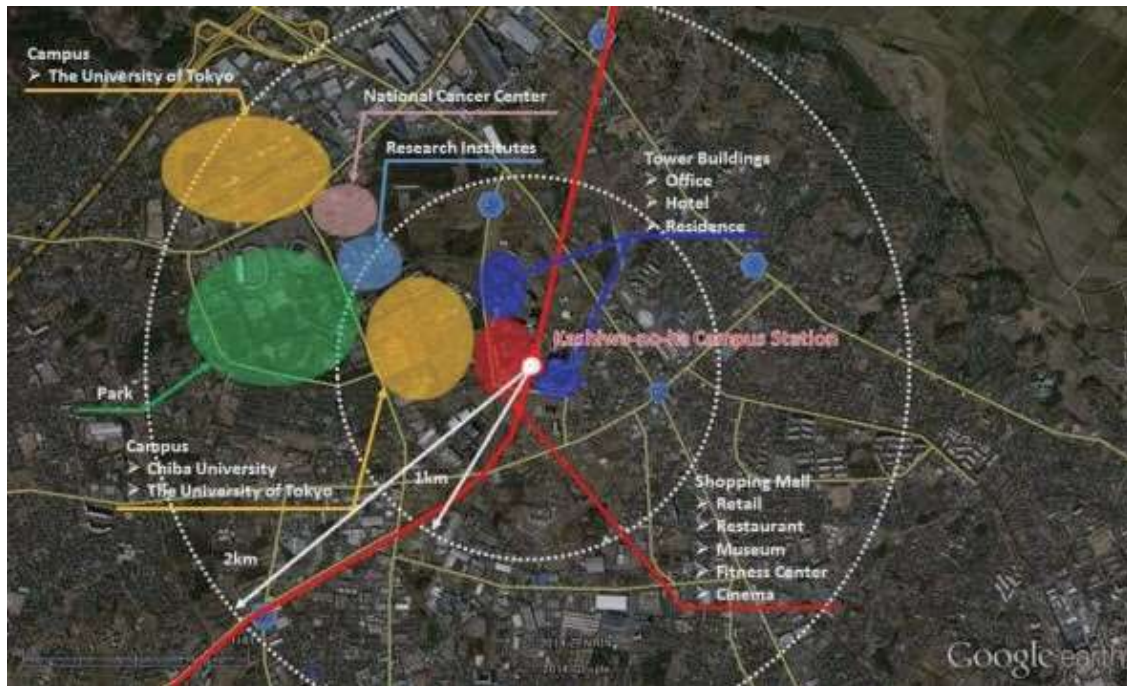 Campus
➢ The University of Tokyo
National Cancer Center
Research Institutes
Tower Buildings
➢ Office
➢ Hotel
➢ Residence
Kashiwa-no-ha Campus Station
Park
Campus
➢ Chiba University
➢ The University of Tokyo
1km
2km
Shopping Mall
➢ Retail
➢ Restaurant
➢ Museum
➢ Fitness Center
➢ Cinema
Google earth